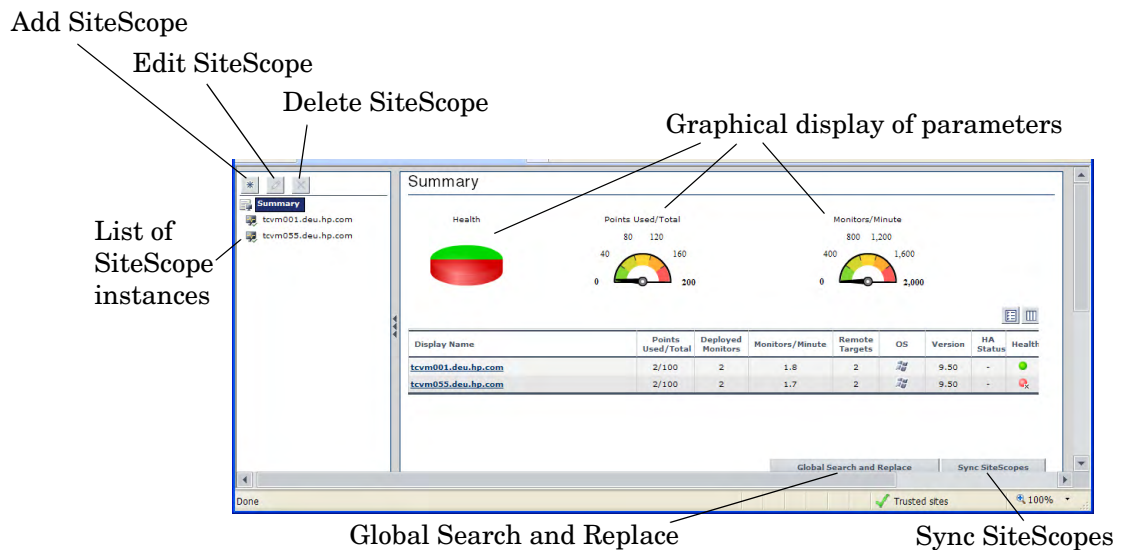 Add SiteScope
Edit SiteScope
Delete SiteScope
Graphical display of parameters
List of
SiteScope
instances
Summary
tcvm001.deu.hp.com
tcvm055.deu.hp.com
Summary
Health
Points Used/Total
80 120
40 160
0 200
Monitors/Minute
800 1,200
400 1,600
0 2,000
Display Name Points Used/Total Deployed Monitors Monitors/Minute Remote Targets OS Version HA Status Health
tcvm001.deu.hp.com 2/100 2 1.8 2 9.50 -
tcvm055.deu.hp.com 2/100 2 1.7 2 9.50 -
Global Search and Replace Sync SiteScopes
Done Trusted sites 100%
Global Search and Replace
Sync SiteScopes